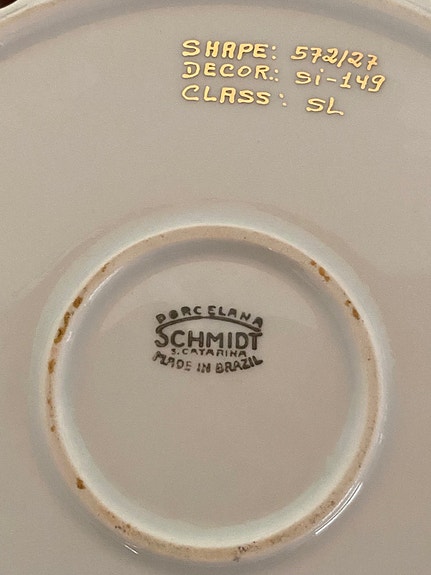 SHAPE: 572/27
DECOR.: Si-149
CLASS: SL
PORCELANA
SCHMIDT
S. CATARINA
MADE IN BRAZIL